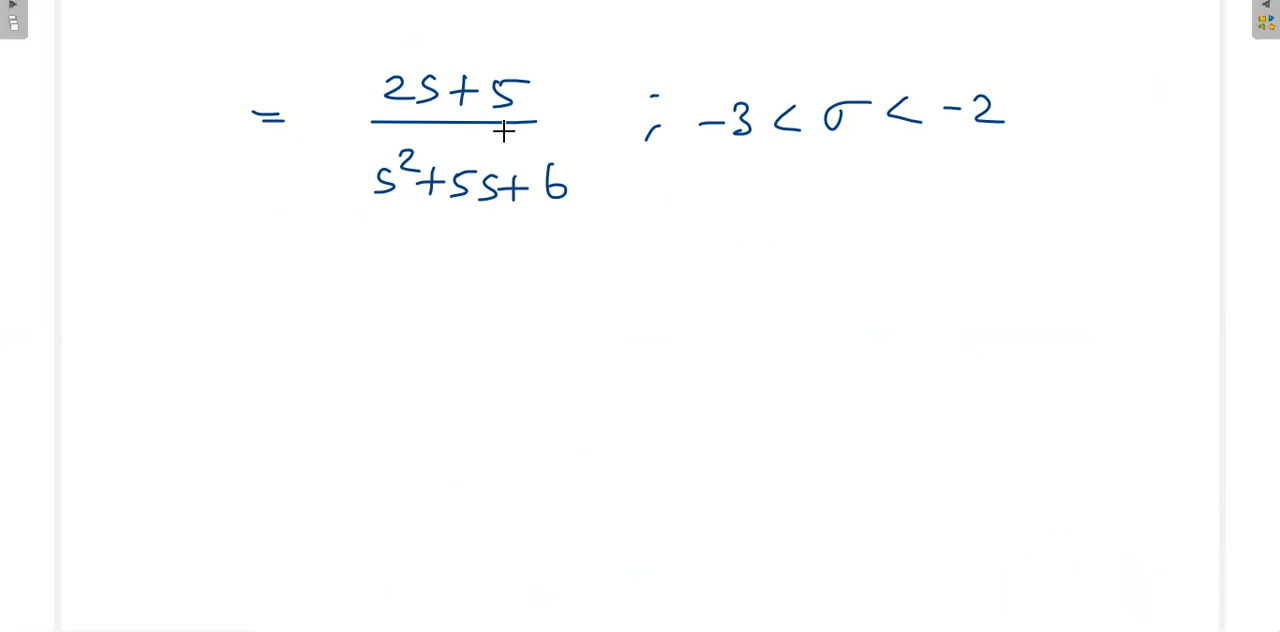 = (2s+5)/(s²+5s+6) ; -3 < σ < -2